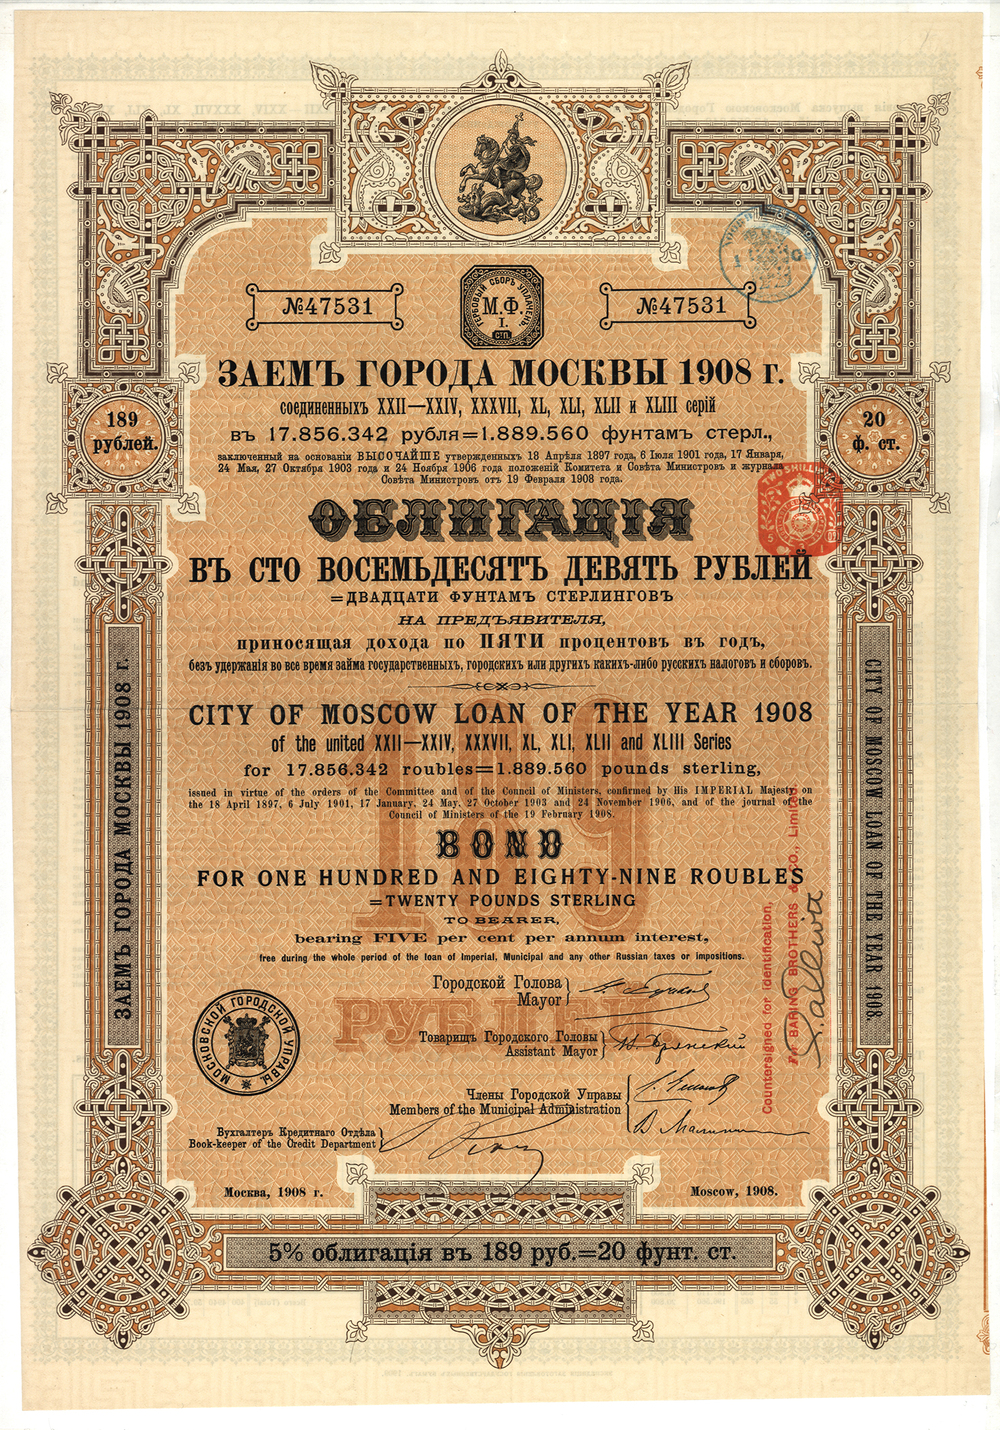 №47531
ГЕРБОВЫЙ СБОРЪ УПЛАЧЕНЪ.
М.Ф.
I.
С·П.
№47531
ЗАЕМЪ ГОРОДА МОСКВЫ 1908 г.
соединенныхъ XXII—XXIV, XXXVII, XL, XLI, XLII и XLIII серій
въ 17.856.342 рубля=1.889.560 фунтамъ стерл.,
заключенный на основаніи ВЫСОЧАЙШЕ утвержденныхъ 18 Апрѣля 1897 года, 6 Іюля 1901 года, 17 Января,
24 Мая, 27 Октября 1903 года и 24 Ноября 1906 года положеній Комитета и Совѣта Министровъ и журнала
Совѣта Министровъ отъ 19 Февраля 1908 года.
189
рублей.
20
ф. ст.
TWO SHILLINGS
ОБЛИГАЦІЯ
ВЪ СТО ВОСЕМЬДЕСЯТЪ ДЕВЯТЬ РУБЛЕЙ
=ДВАДЦАТИ ФУНТАМЪ СТЕРЛИНГОВЪ
НА ПРЕДЪЯВИТЕЛЯ,
приносящая дохода по ПЯТИ процентовъ въ годъ,
безъ удержанія во все время займа государственныхъ, городскихъ или другихъ какихъ-либо русскихъ налоговъ и сборовъ.
CITY OF MOSCOW LOAN OF THE YEAR 1908
of the united XXII—XXIV, XXXVII, XL, XLI, XLII and XLIII Series
for 17.856.342 roubles=1.889.560 pounds sterling,
issued in virtue of the orders of the Committee and of the Council of Ministers, confirmed by His IMPERIAL Majesty on
the 18 April 1897, 6 July 1901, 17 January, 24 May, 27 October 1903 and 24 November 1906, and of the journal of the
Council of Ministers of the 19 February 1908.
BOND
FOR ONE HUNDRED AND EIGHTY-NINE ROUBLES
=TWENTY POUNDS STERLING
TO BEARER,
bearing FIVE per cent per annum interest,
free during the whole period of the loan of Imperial, Municipal and any other Russian taxes or impositions.
189
РУБЛЕЙ.
Городской Голова
Mayor
Товарищъ Городского Головы
Assistant Mayor
Члены Городской Управы
Members of the Municipal Administration
Бухгалтеръ Кредитнаго Отдѣла
Book-keeper of the Credit Department
МОСКОВСКОЙ ГОРОДСКОЙ УПРАВЫ
Countersigned for identification,
For BARING BROTHERS & CO., Limited.
ЗАЕМЪ ГОРОДА МОСКВЫ 1908 г.
CITY OF MOSCOW LOAN OF THE YEAR 1908.
Москва, 1908 г.
Moscow, 1908.
5% облигація въ 189 руб.=20 фунт. ст.